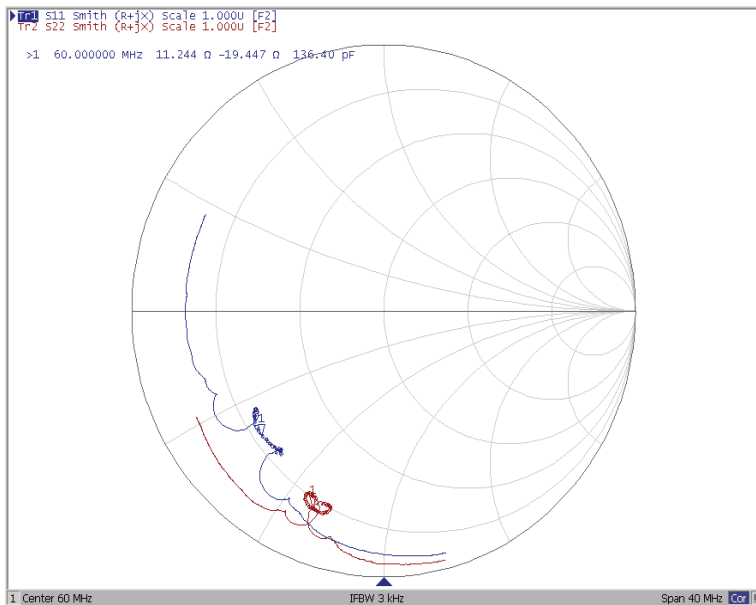 Tr1 S11 Smith (R+jX) Scale 1.000U [F2]
Tr2 S22 Smith (R+jX) Scale 1.000U [F2]
>1 60.000000 MHz 11.244 Ω -19.447 Ω 136.40 pF
1
1
1 Center 60 MHz IFBW 3 kHz Span 40 MHz Cor